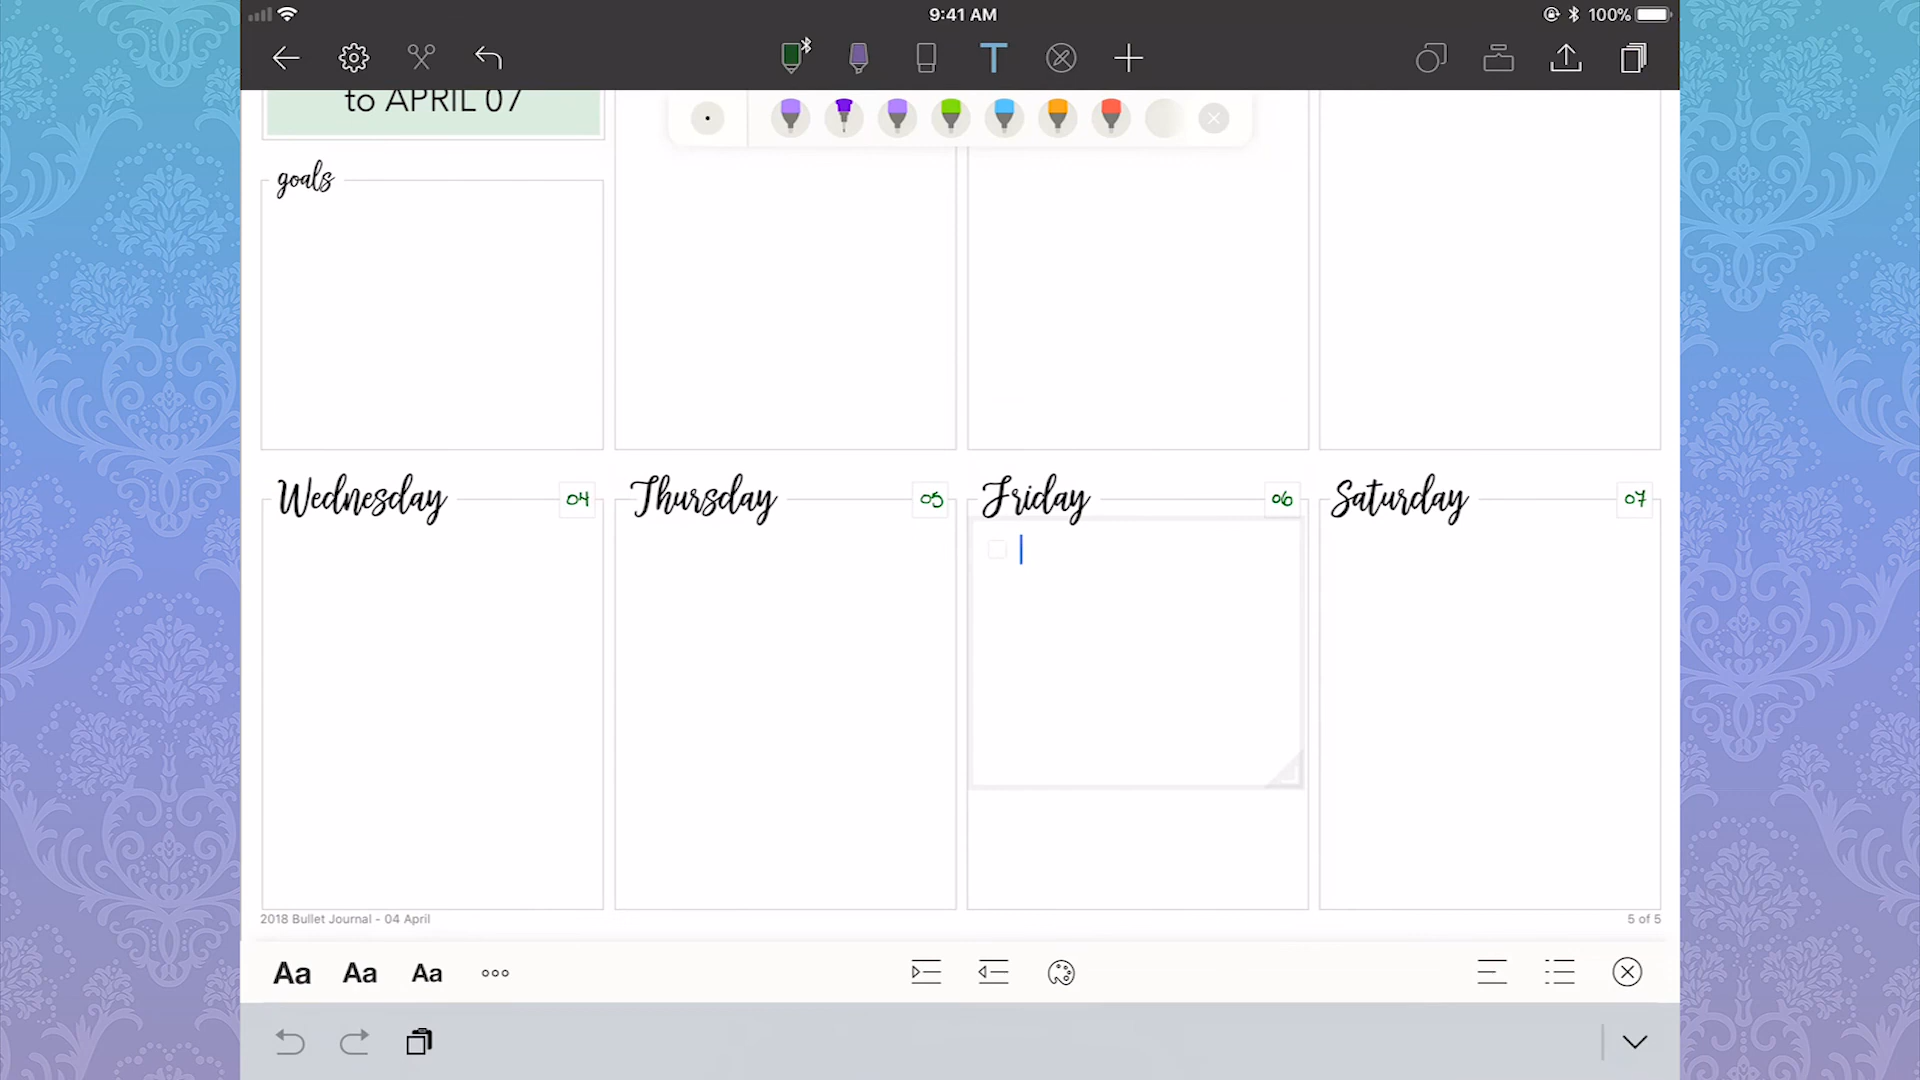 9:41 AM
100%
T
to APRIL 07
goals
Wednesday 04
Thursday 05
Friday 06
Saturday 07
2018 Bullet Journal - 04 April
5 of 5
Aa Aa Aa